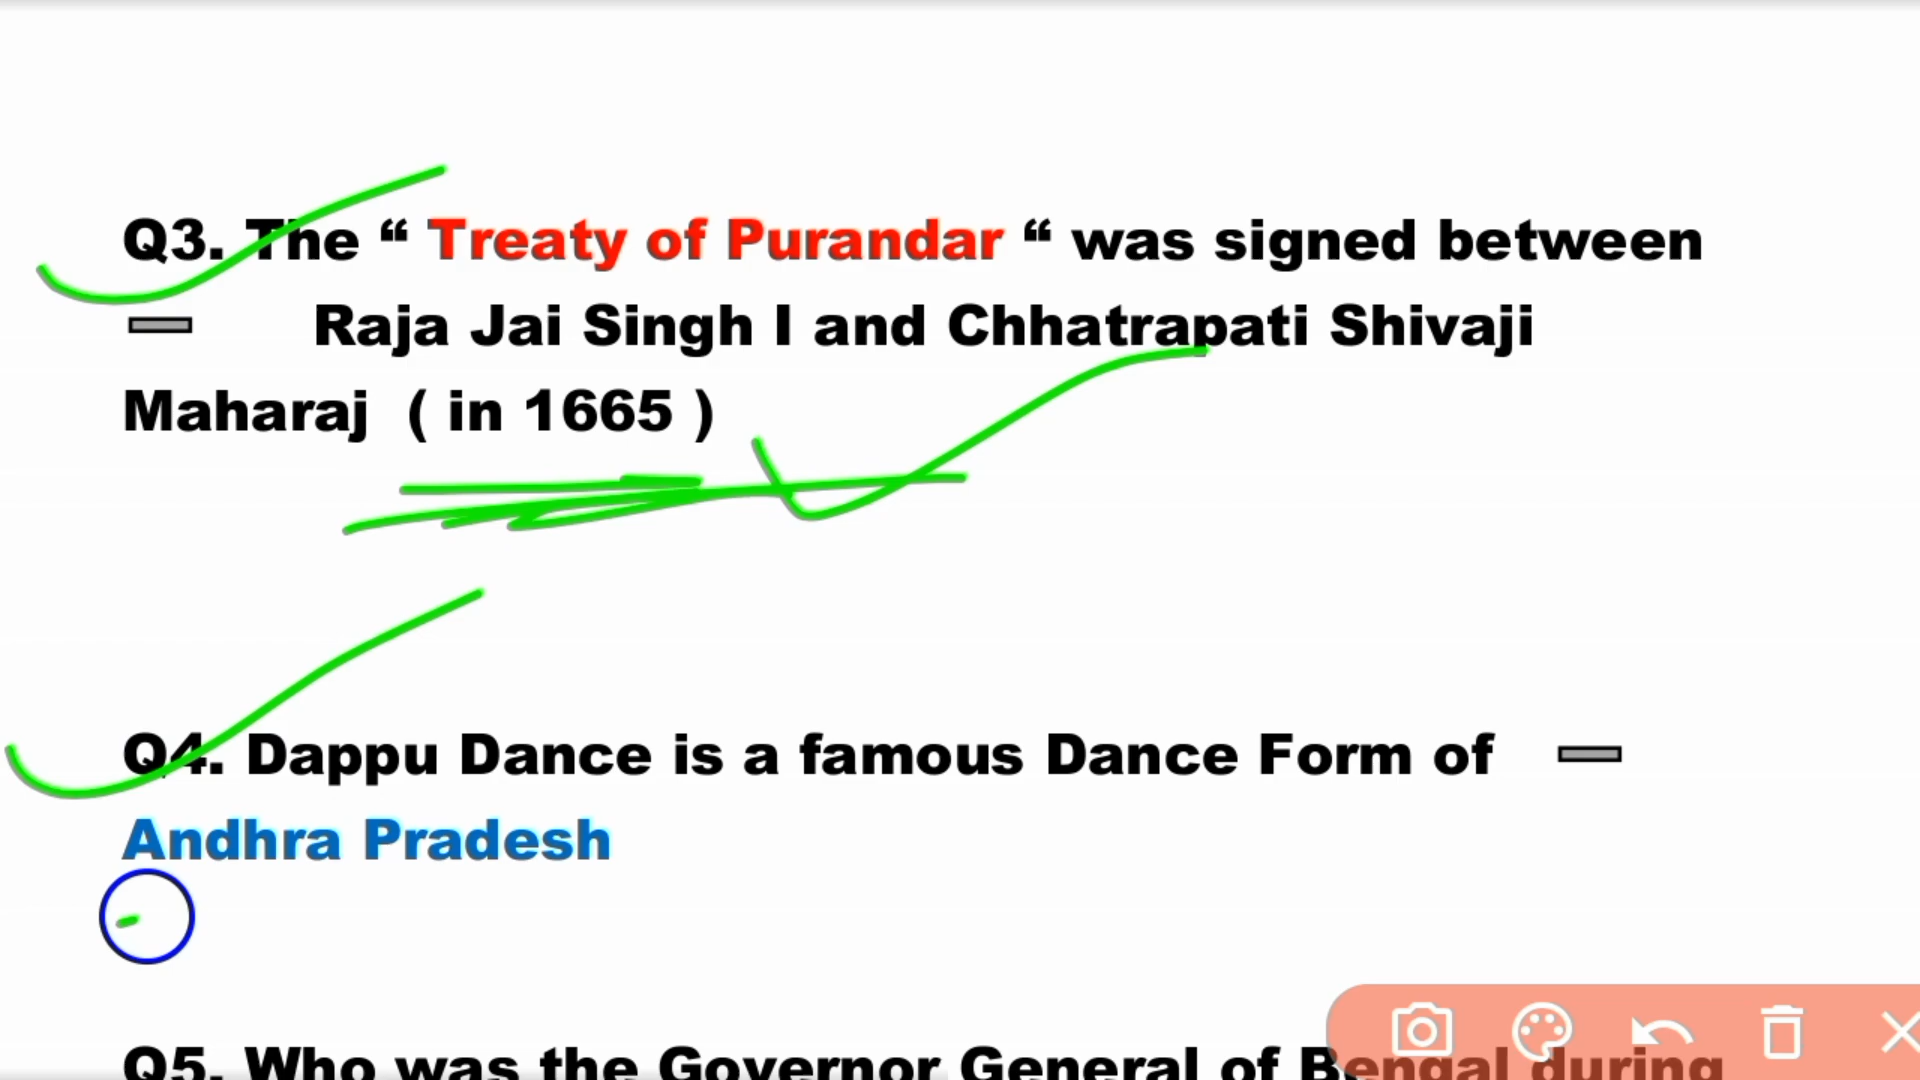 Q3. The “ Treaty of Purandar “ was signed between
— Raja Jai Singh I and Chhatrapati Shivaji
Maharaj ( in 1665 )
Q4. Dappu Dance is a famous Dance Form of —
Andhra Pradesh
Q5. Who was the Governor General of Bengal during